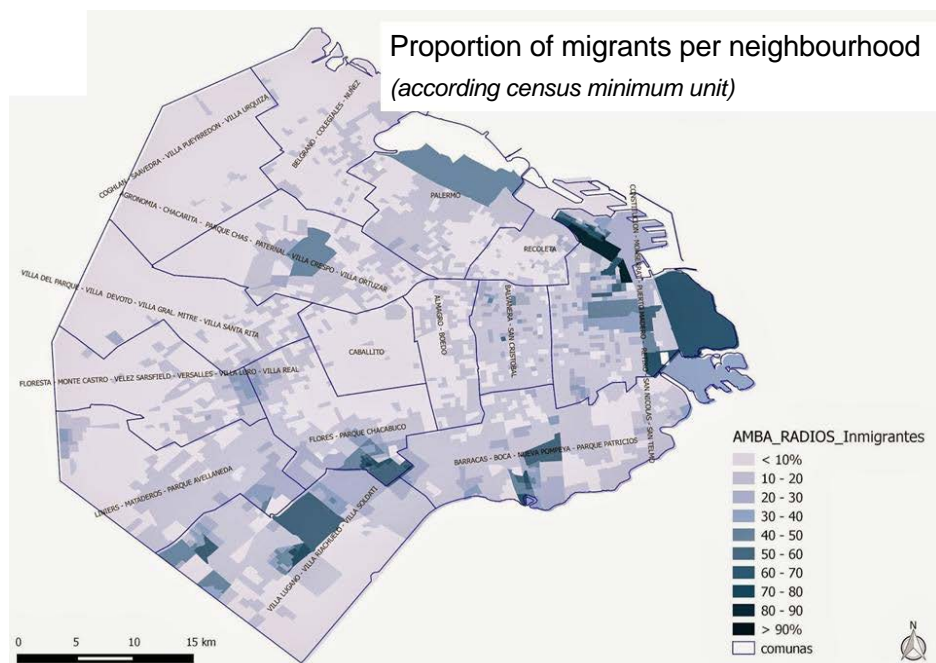 Proportion of migrants per neighbourhood
(according census minimum unit)
COGHLAN - SAAVEDRA - VILLA PUEYRREDON - VILLA URQUIZA
BELGRANO - COLEGIALES - NUÑEZ
AGRONOMIA - CHACARITA - PARQUE CHAS - PATERNAL - VILLA CRESPO - VILLA ORTUZAR
PALERMO
RECOLETA
CONSTITUCION - MONSERRAT - PUERTO MADERO - RETIRO - SAN NICOLAS - SAN TELMO
VILLA DEL PARQUE - VILLA DEVOTO - VILLA GRAL. MITRE - VILLA SANTA RITA
ALMAGRO - BOEDO
BALVANERA - SAN CRISTOBAL
CABALLITO
FLORESTA - MONTE CASTRO - VELEZ SARSFIELD - VERSALLES - VILLA LURO - VILLA REAL
FLORES - PARQUE CHACABUCO
BARRACAS - BOCA - NUEVA POMPEYA - PARQUE PATRICIOS
LINIERS - MATADEROS - PARQUE AVELLANEDA
VILLA LUGANO - VILLA RIACHUELO - VILLA SOLDATI
AMBA_RADIOS_Inmigrantes
< 10%
10 - 20
20 - 30
30 - 40
40 - 50
50 - 60
60 - 70
70 - 80
80 - 90
> 90%
comunas
0 5 10 15 km
N